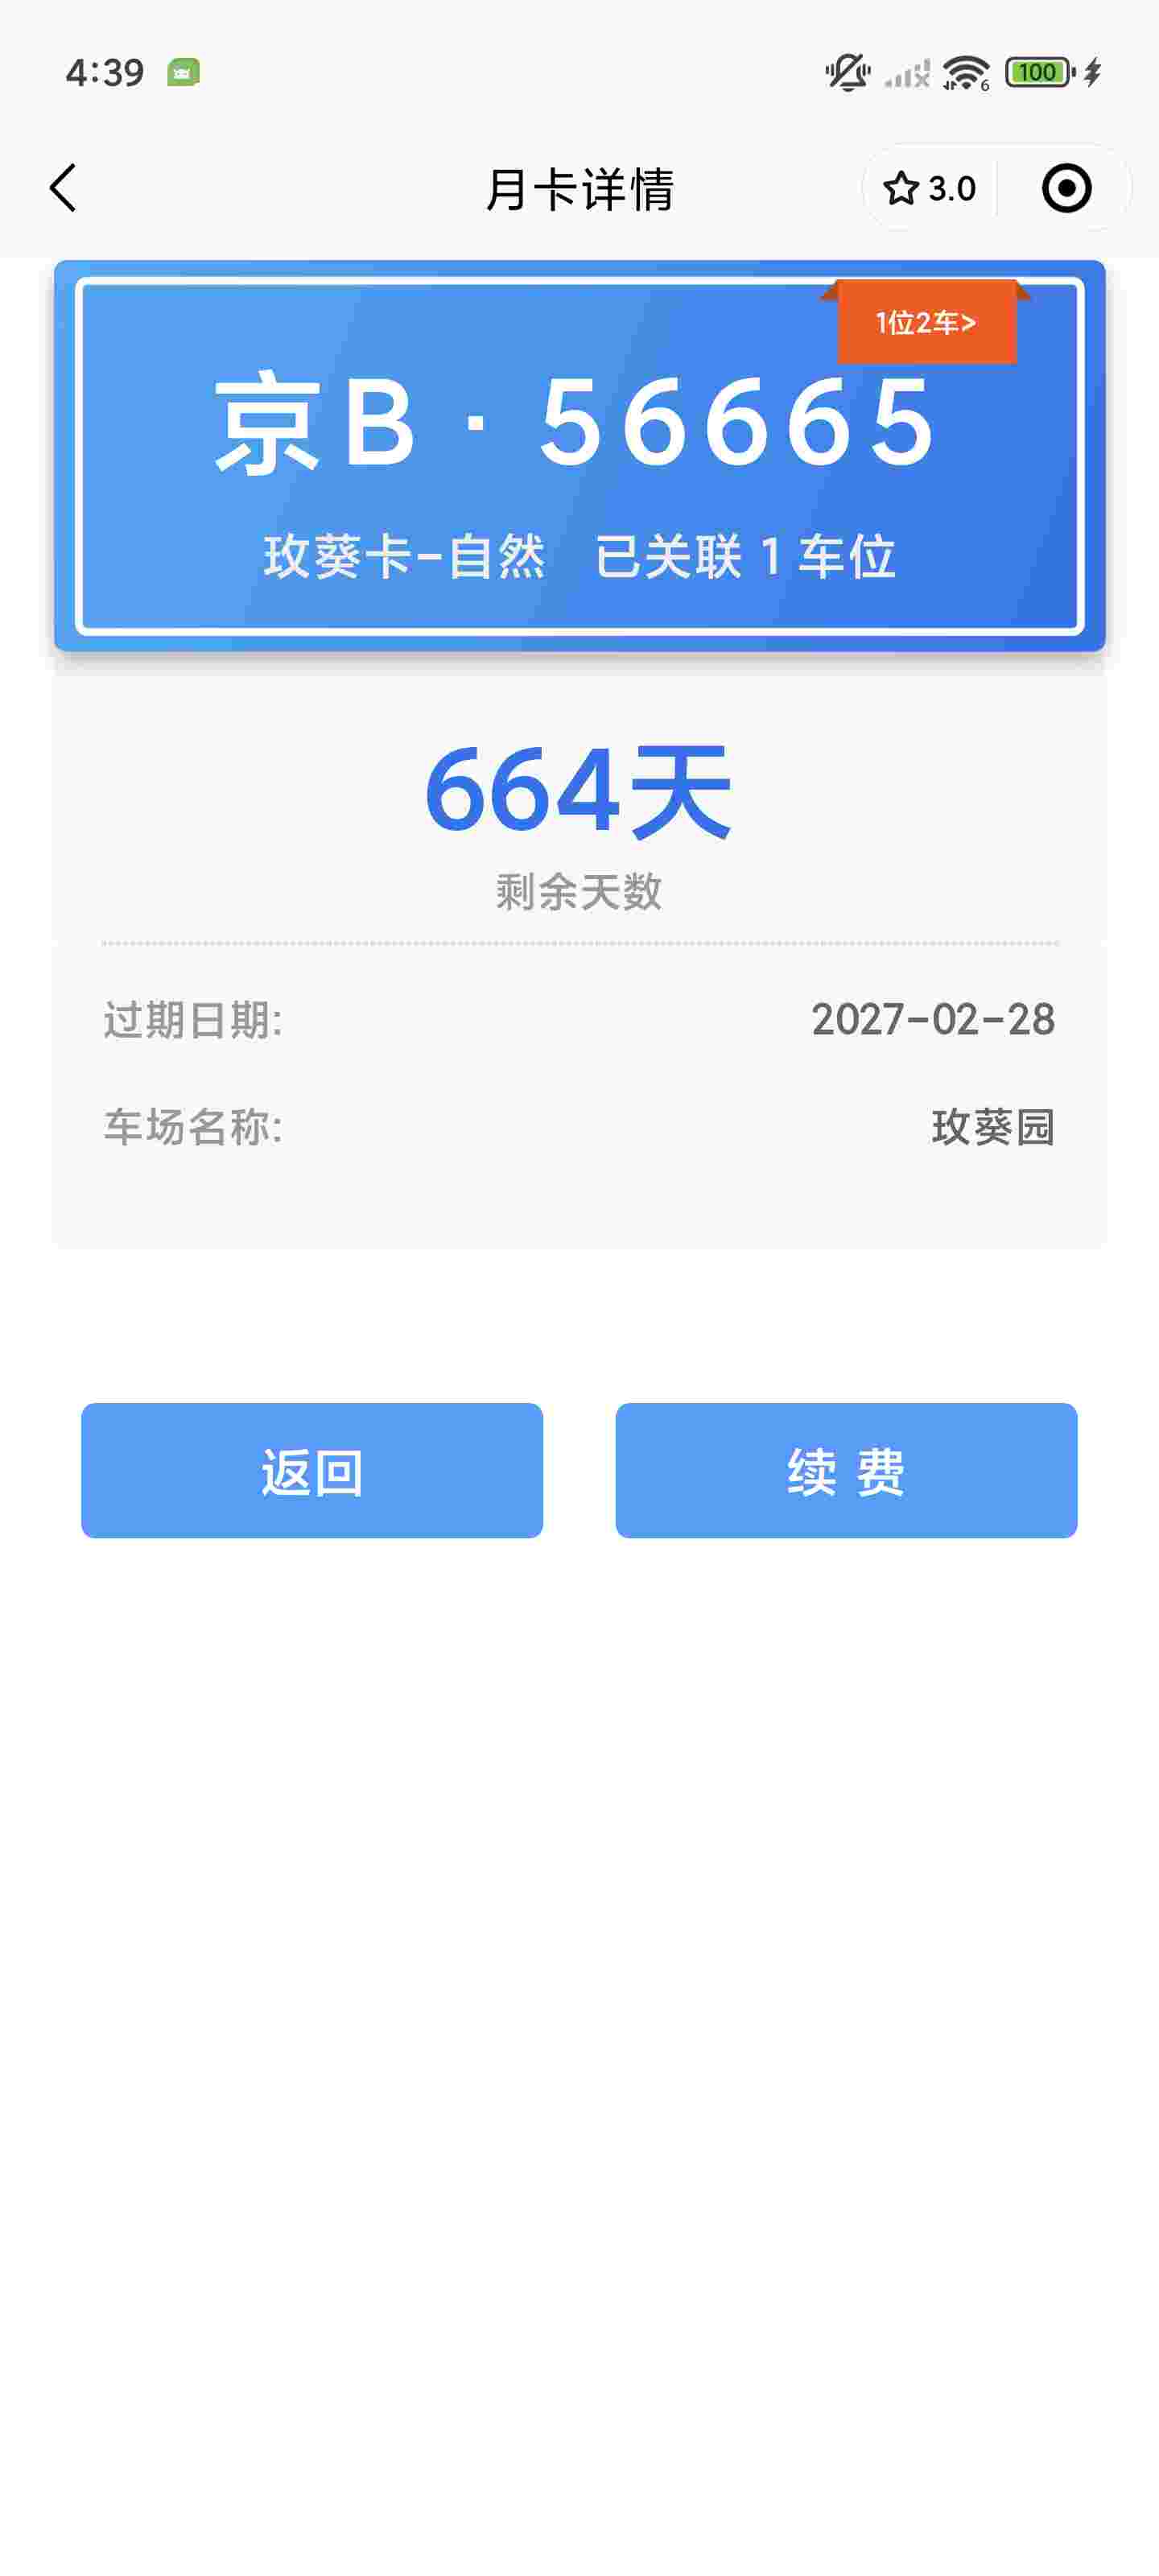 4:39
6
100
月卡详情
3.0
1位2车>
京B · 56665
玫葵卡-自然 已关联 1 车位
664天
剩余天数
过期日期: 2027-02-28
车场名称: 玫葵园
返回 续 费